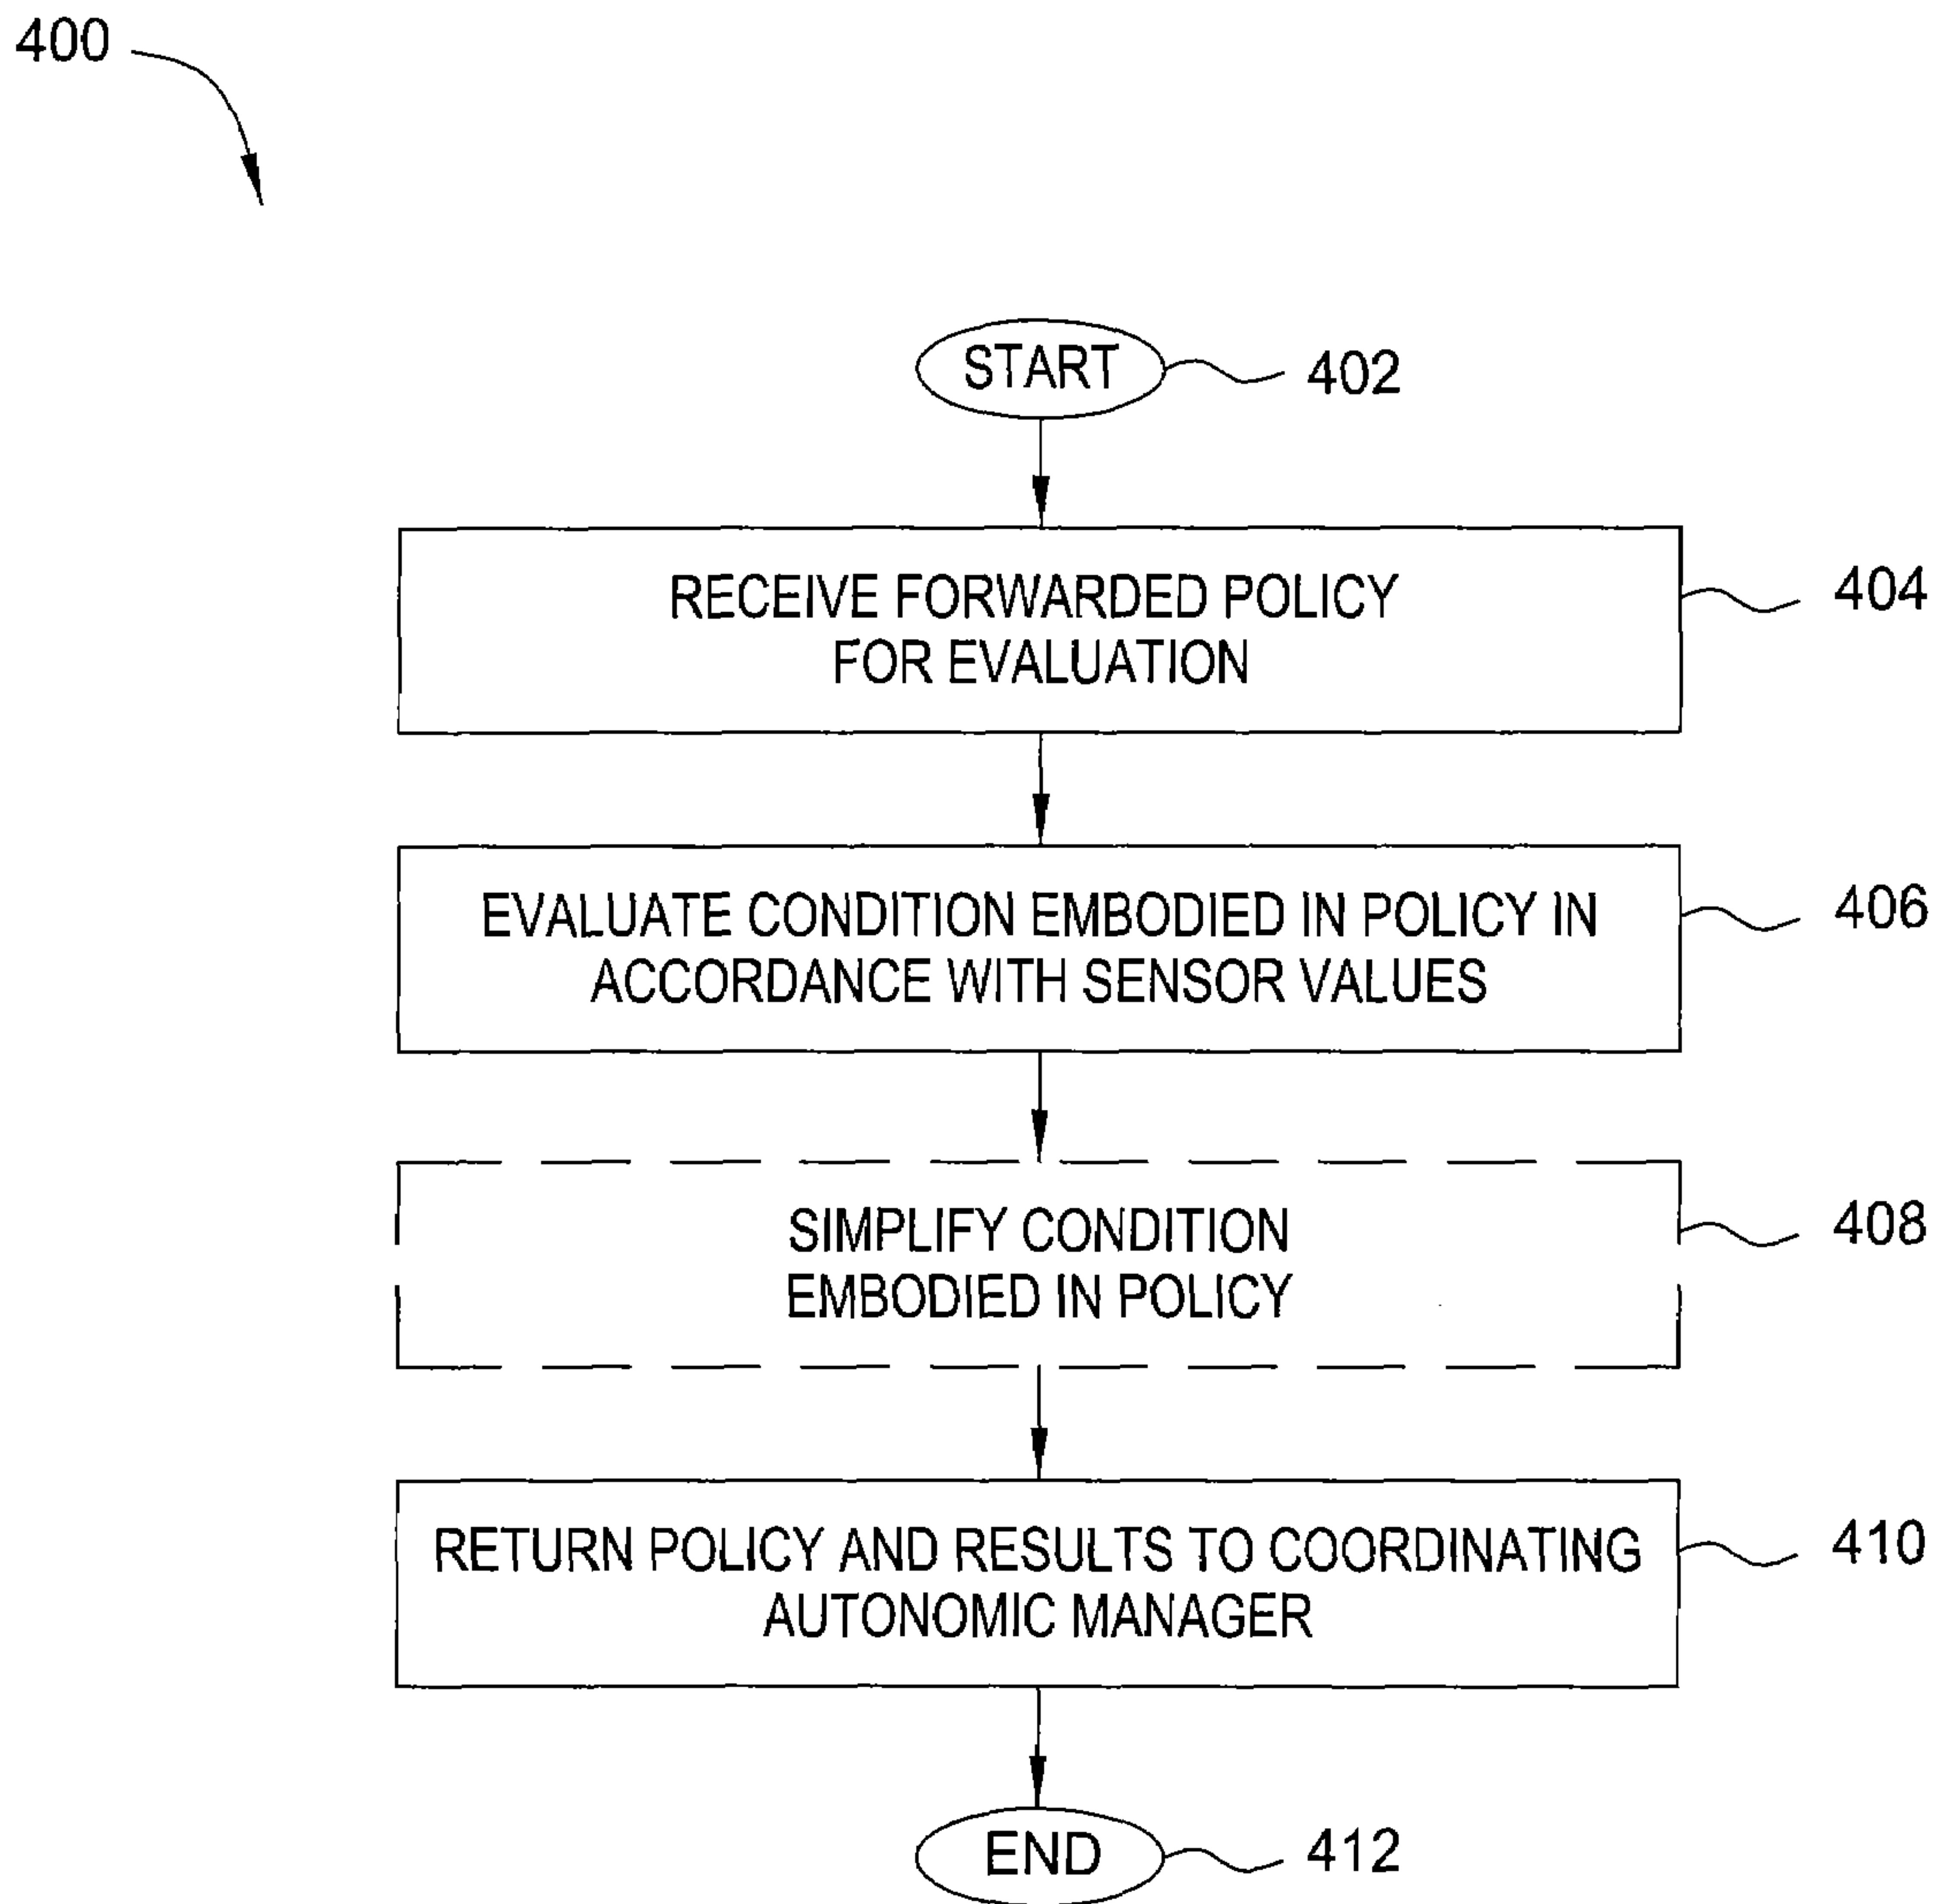 400
START
402
RECEIVE FORWARDED POLICY
FOR EVALUATION
404
EVALUATE CONDITION EMBODIED IN POLICY IN
ACCORDANCE WITH SENSOR VALUES
406
SIMPLIFY CONDITION
EMBODIED IN POLICY
408
RETURN POLICY AND RESULTS TO COORDINATING
AUTONOMIC MANAGER
410
END
412